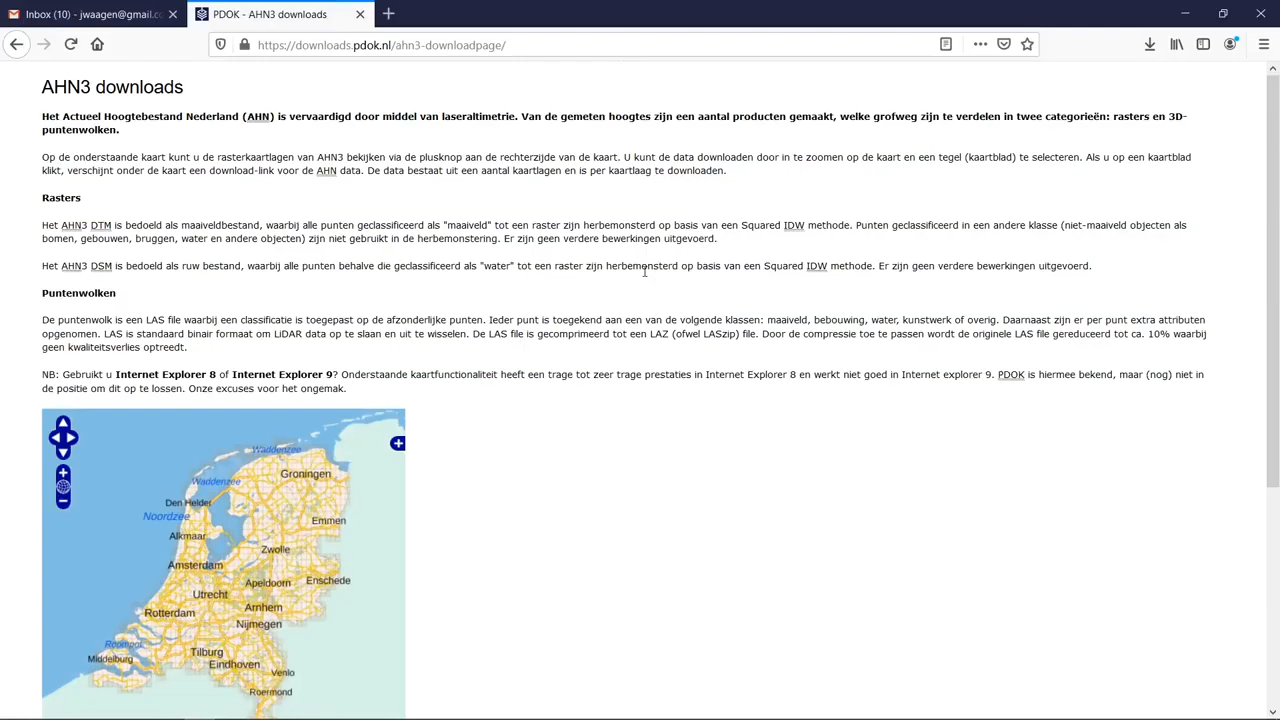 Inbox (10) - jwaagen@gmail.co
PDOK - AHN3 downloads
https://downloads.pdok.nl/ahn3-downloadpage/
AHN3 downloads
Het Actueel Hoogtebestand Nederland (AHN) is vervaardigd door middel van laseraltimetrie. Van de gemeten hoogtes zijn een aantal producten gemaakt, welke grofweg zijn te verdelen in twee categorieën: rasters en 3D-
puntenwolken.
Op de onderstaande kaart kunt u de rasterkaartlagen van AHN3 bekijken via de plusknop aan de rechterzijde van de kaart. U kunt de data downloaden door in te zoomen op de kaart en een tegel (kaartblad) te selecteren. Als u op een kaartblad
klikt, verschijnt onder de kaart een download-link voor de AHN data. De data bestaat uit een aantal kaartlagen en is per kaartlaag te downloaden.
Rasters
Het AHN3 DTM is bedoeld als maaiveldbestand, waarbij alle punten geclassificeerd als "maaiveld" tot een raster zijn herbemonsterd op basis van een Squared IDW methode. Punten geclassificeerd in een andere klasse (niet-maaiveld objecten als
bomen, gebouwen, bruggen, water en andere objecten) zijn niet gebruikt in de herbemonstering. Er zijn geen verdere bewerkingen uitgevoerd.
Het AHN3 DSM is bedoeld als ruw bestand, waarbij alle punten behalve die geclassificeerd als "water" tot een raster zijn herbemonsterd op basis van een Squared IDW methode. Er zijn geen verdere bewerkingen uitgevoerd.
Puntenwolken
De puntenwolk is een LAS file waarbij een classificatie is toegepast op de afzonderlijke punten. Ieder punt is toegekend aan een van de volgende klassen: maaiveld, bebouwing, water, kunstwerk of overig. Daarnaast zijn er per punt extra attributen
opgenomen. LAS is standaard binair formaat om LiDAR data op te slaan en uit te wisselen. De LAS file is gecomprimeerd tot een LAZ (ofwel LASzip) file. Door de compressie toe te passen wordt de originele LAS file gereduceerd tot ca. 10% waarbij
geen kwaliteitsverlies optreedt.
NB: Gebruikt u Internet Explorer 8 of Internet Explorer 9? Onderstaande kaartfunctionaliteit heeft een trage tot zeer trage prestaties in Internet Explorer 8 en werkt niet goed in Internet explorer 9. PDOK is hiermee bekend, maar (nog) niet in
de positie om dit op te lossen. Onze excuses voor het ongemak.
Waddenzee
Groningen
Waddenzee
Den Helder
Noordzee
Emmen
Alkmaar
Zwolle
Amsterdam
Apeldoorn
Enschede
Utrecht
Arnhem
Rotterdam
Nijmegen
Roompot
Tilburg
Middelburg
Eindhoven
Venlo
Roermond